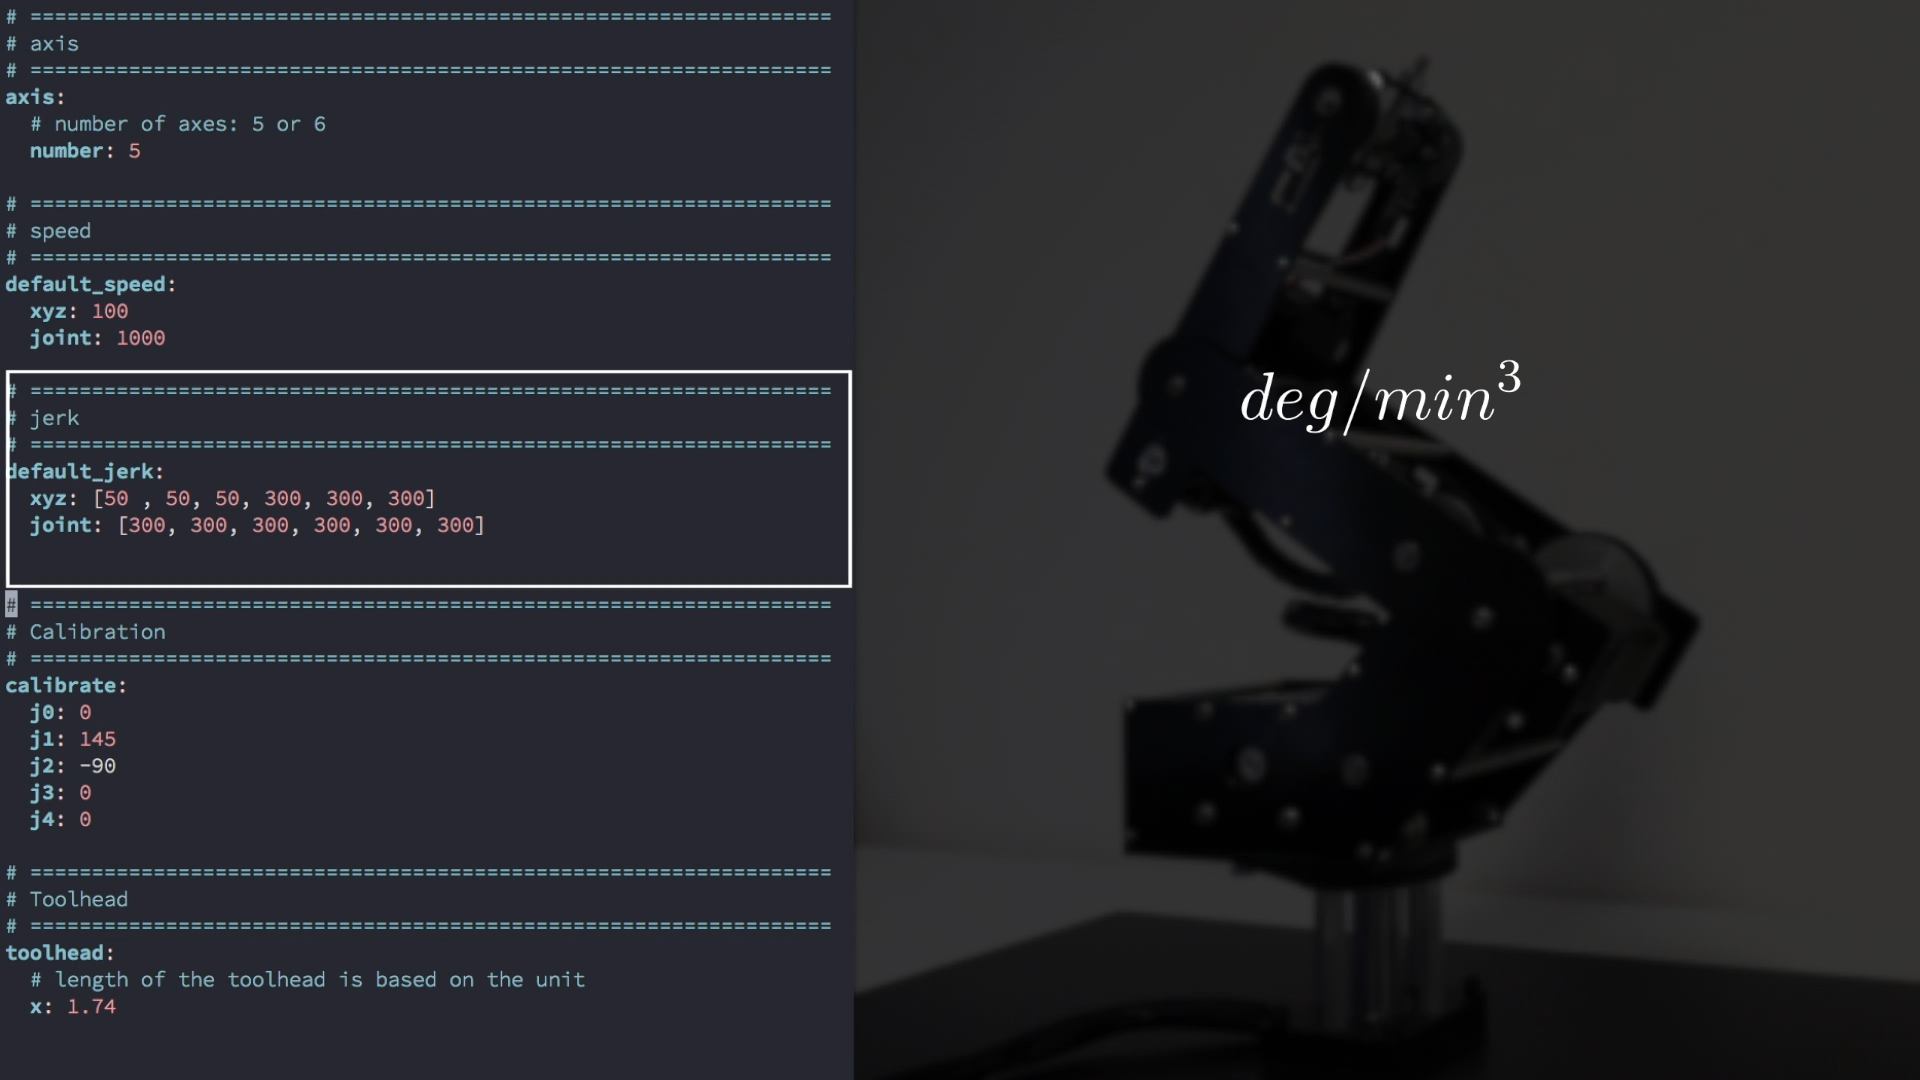 # =================================================================
# axis
# =================================================================
axis:
# number of axes: 5 or 6
number: 5
# =================================================================
# speed
# =================================================================
default_speed:
xyz: 100
joint: 1000
# =================================================================
# jerk
# =================================================================
default_jerk:
xyz: [50 , 50, 50, 300, 300, 300]
joint: [300, 300, 300, 300, 300, 300]
# =================================================================
# Calibration
# =================================================================
calibrate:
j0: 0
j1: 145
j2: -90
j3: 0
j4: 0
# =================================================================
# Toolhead
# =================================================================
toolhead:
# length of the toolhead is based on the unit
x: 1.74
deg/min³